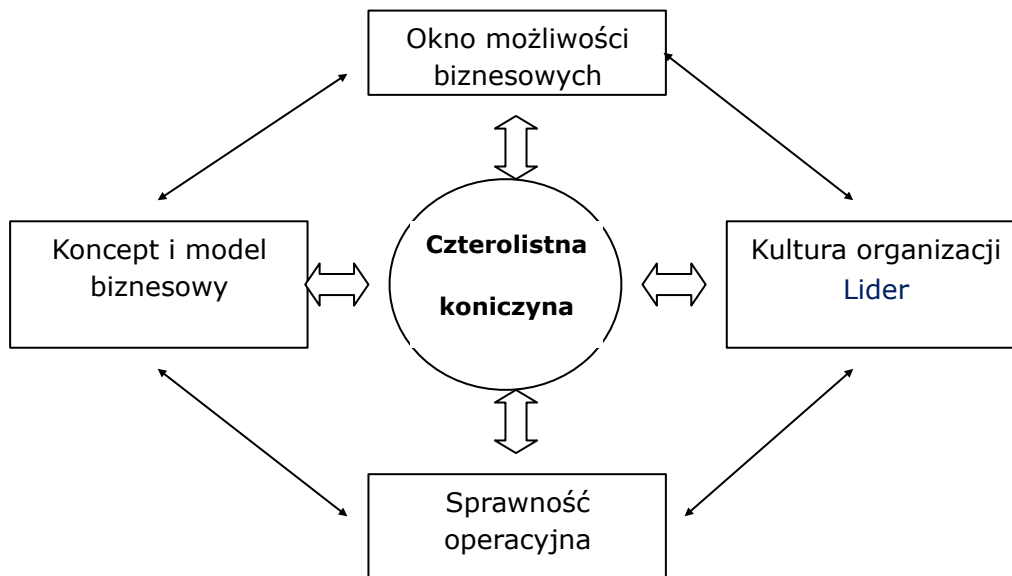 Okno możliwości
biznesowych
Koncept i model
biznesowy
Czterolistna
koniczyna
Kultura organizacji
Lider
Sprawność
operacyjna